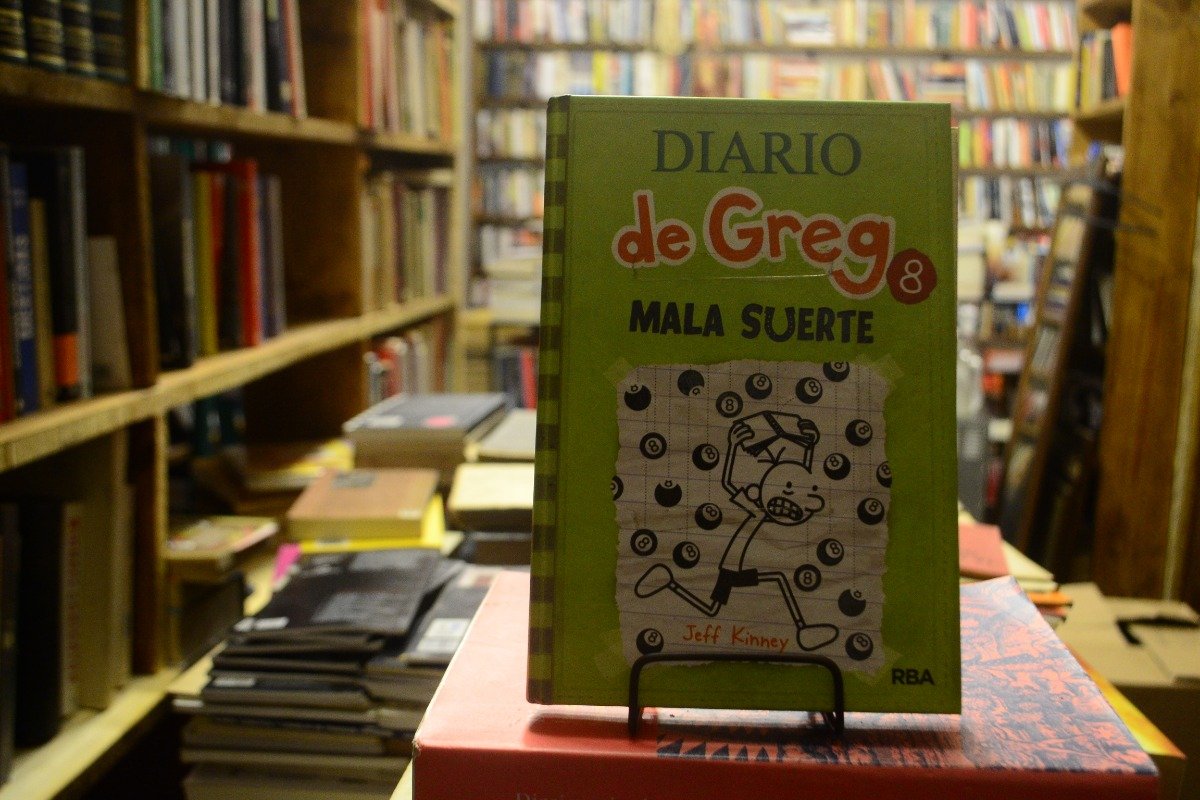 DIARIO
de Greg
8
MALA SUERTE
Jeff Kinney
RBA